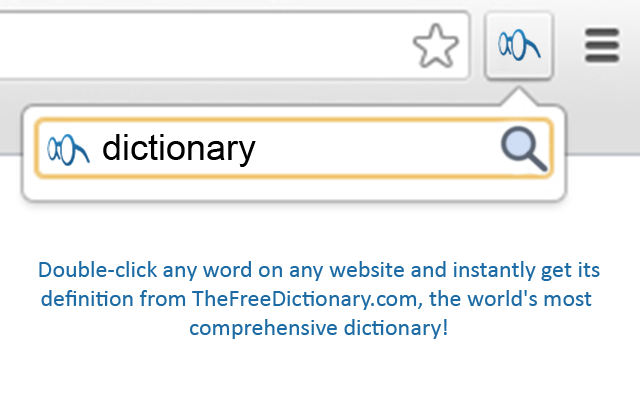 dictionary
Double-click any word on any website and instantly get its
definition from TheFreeDictionary.com, the world's most
comprehensive dictionary!